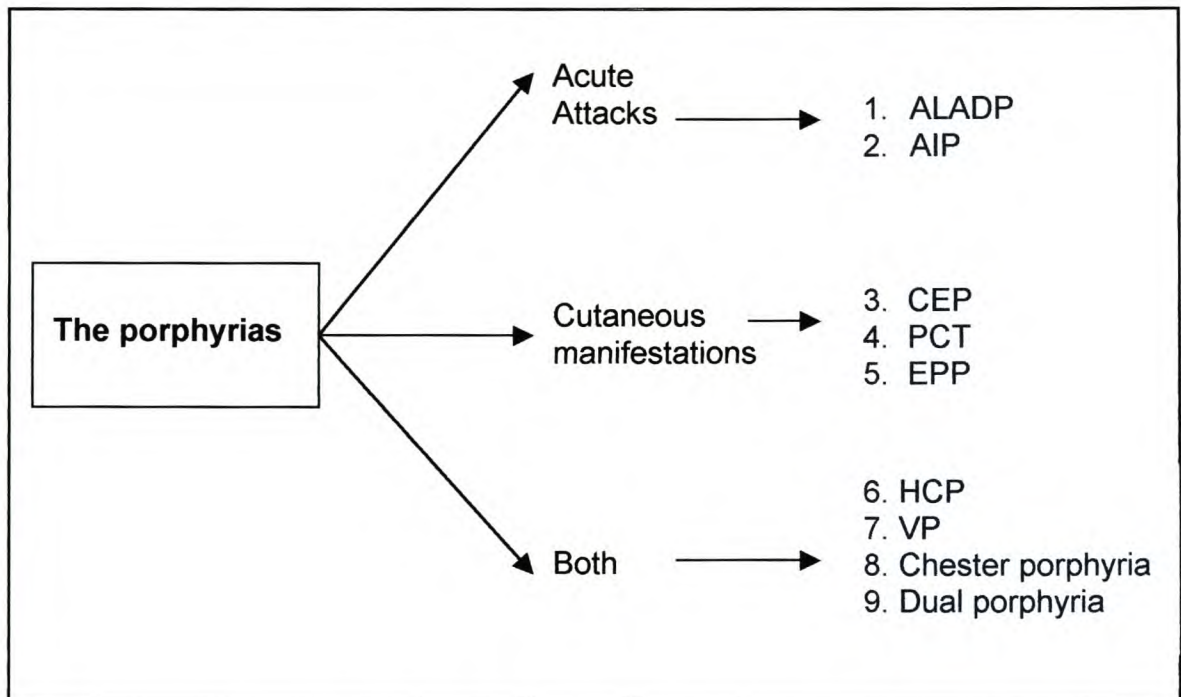 The porphyrias
Acute
Attacks
1. ALADP
2. AIP
Cutaneous
manifestations
3. CEP
4. PCT
5. EPP
Both
6. HCP
7. VP
8. Chester porphyria
9. Dual porphyria